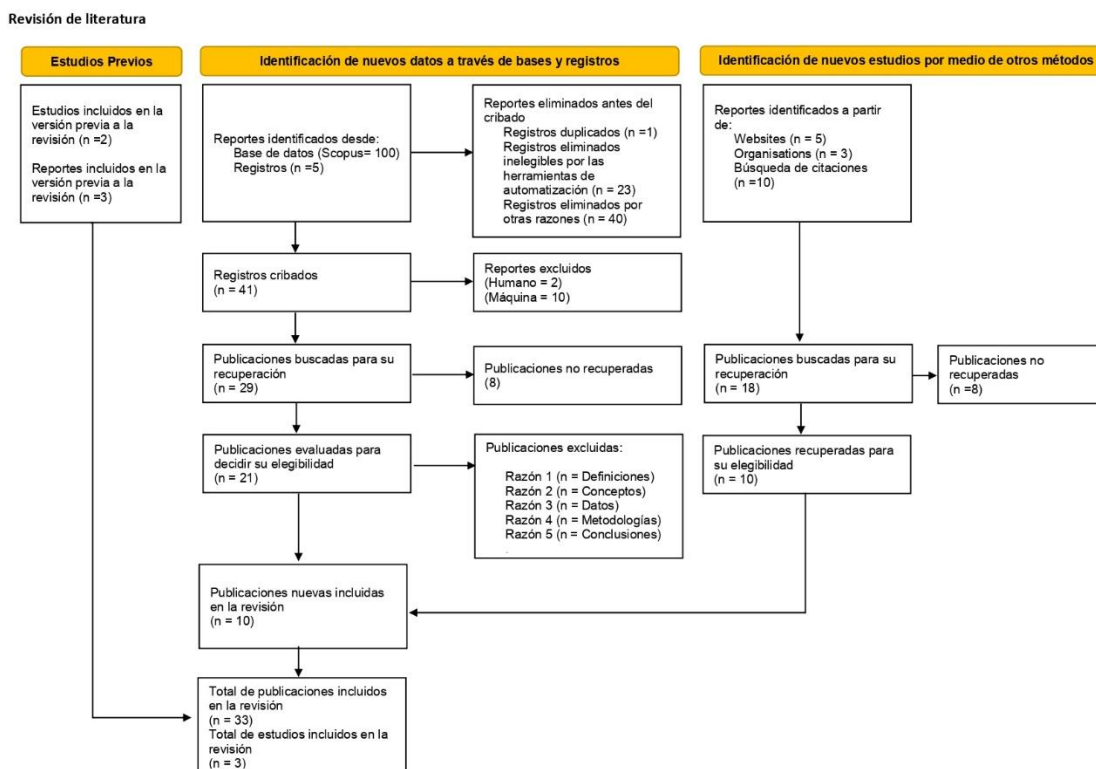 Revisión de literatura
Estudios Previos
Identificación de nuevos datos a través de bases y registros
Identificación de nuevos estudios por medio de otros métodos
Estudios incluidos en la
versión previa a la
revisión (n =2)
Reportes incluidos en la
versión previa a la
revisión (n =3)
Reportes identificados desde:
Base de datos (Scopus= 100)
Registros (n =5)
Reportes eliminados antes del
cribado
Registros duplicados (n =1)
Registros eliminados
inelegibles por las
herramientas de
automatización (n = 23)
Registros eliminados por
otras razones (n = 40)
Reportes identificados a partir
de:
Websites (n = 5)
Organisations (n = 3)
Búsqueda de citaciones
(n =10)
Registros cribados
(n = 41)
Reportes excluidos
(Humano = 2)
(Máquina = 10)
Publicaciones buscadas para su
recuperación
(n = 29)
Publicaciones no recuperadas
(8)
Publicaciones buscadas para su
recuperación
(n = 18)
Publicaciones no
recuperadas
(n =8)
Publicaciones evaluadas para
decidir su elegibilidad
(n = 21)
Publicaciones excluidas:
Razón 1 (n = Definiciones)
Razón 2 (n = Conceptos)
Razón 3 (n = Datos)
Razón 4 (n = Metodologías)
Razón 5 (n = Conclusiones)
.
Publicaciones recuperadas para
su elegibilidad
(n = 10)
Publicaciones nuevas incluidas
en la revisión
(n = 10)
Total de publicaciones incluidos
en la revisión
(n = 33)
Total de estudios incluidos en la
revisión
(n = 3)